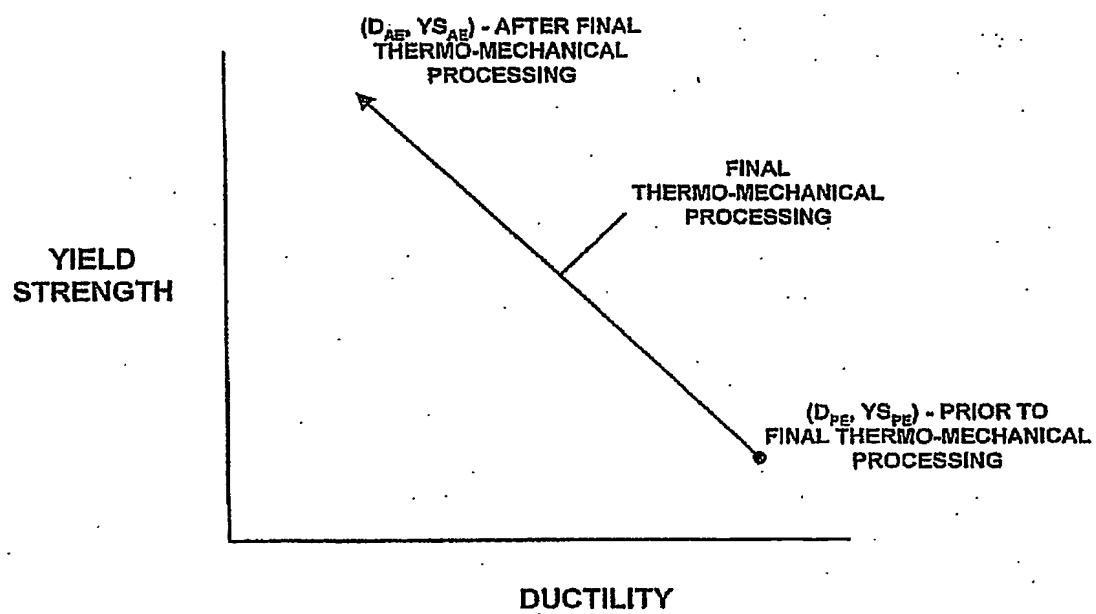 (D_AE, YS_AE) - AFTER FINAL
THERMO-MECHANICAL
PROCESSING
FINAL
THERMO-MECHANICAL
PROCESSING
YIELD
STRENGTH
(D_PE, YS_PE) - PRIOR TO
FINAL THERMO-MECHANICAL
PROCESSING
DUCTILITY